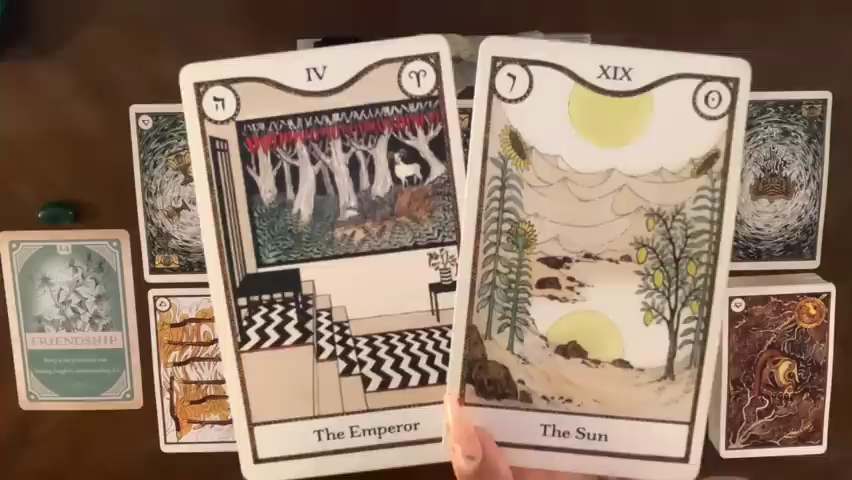 IV
ה
♈
The Emperor
XIX
ר
☉
The Sun
FRIENDSHIP